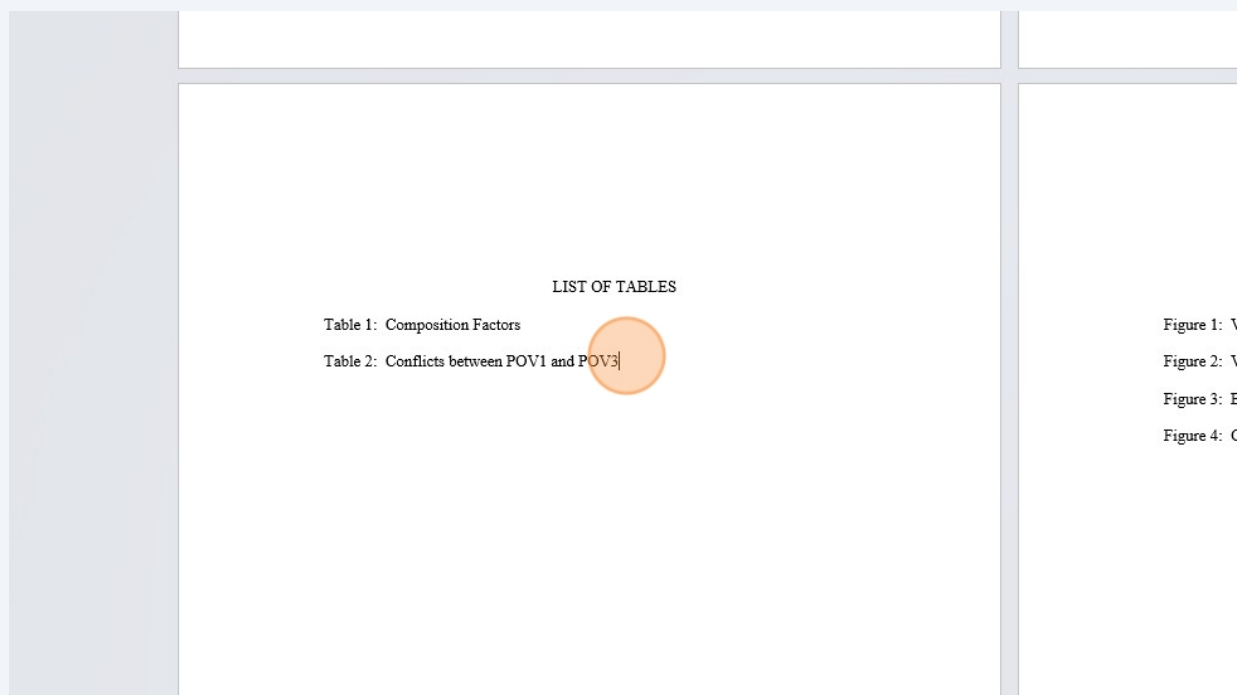 LIST OF TABLES
Table 1:  Composition Factors
Table 2:  Conflicts between POV1 and POV3
Figure 1:
Figure 2:
Figure 3:
Figure 4: